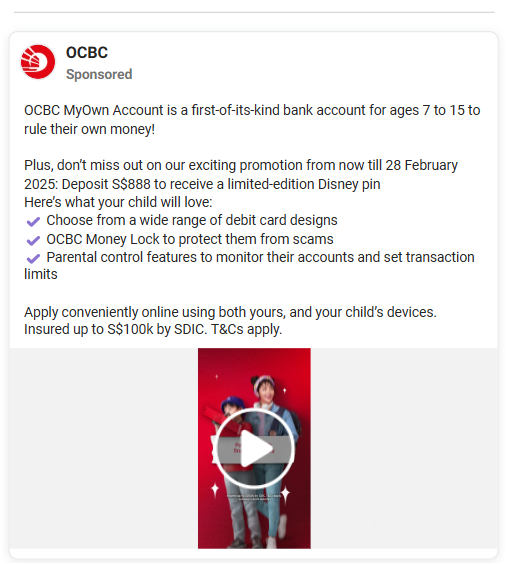 OCBC
Sponsored
OCBC MyOwn Account is a first-of-its-kind bank account for ages 7 to 15 to
rule their own money!
Plus, don’t miss out on our exciting promotion from now till 28 February
2025: Deposit S$888 to receive a limited-edition Disney pin
Here’s what your child will love:
Choose from a wide range of debit card designs
OCBC Money Lock to protect them from scams
Parental control features to monitor their accounts and set transaction
limits
Apply conveniently online using both yours, and your child’s devices.
Insured up to S$100k by SDIC. T&Cs apply.